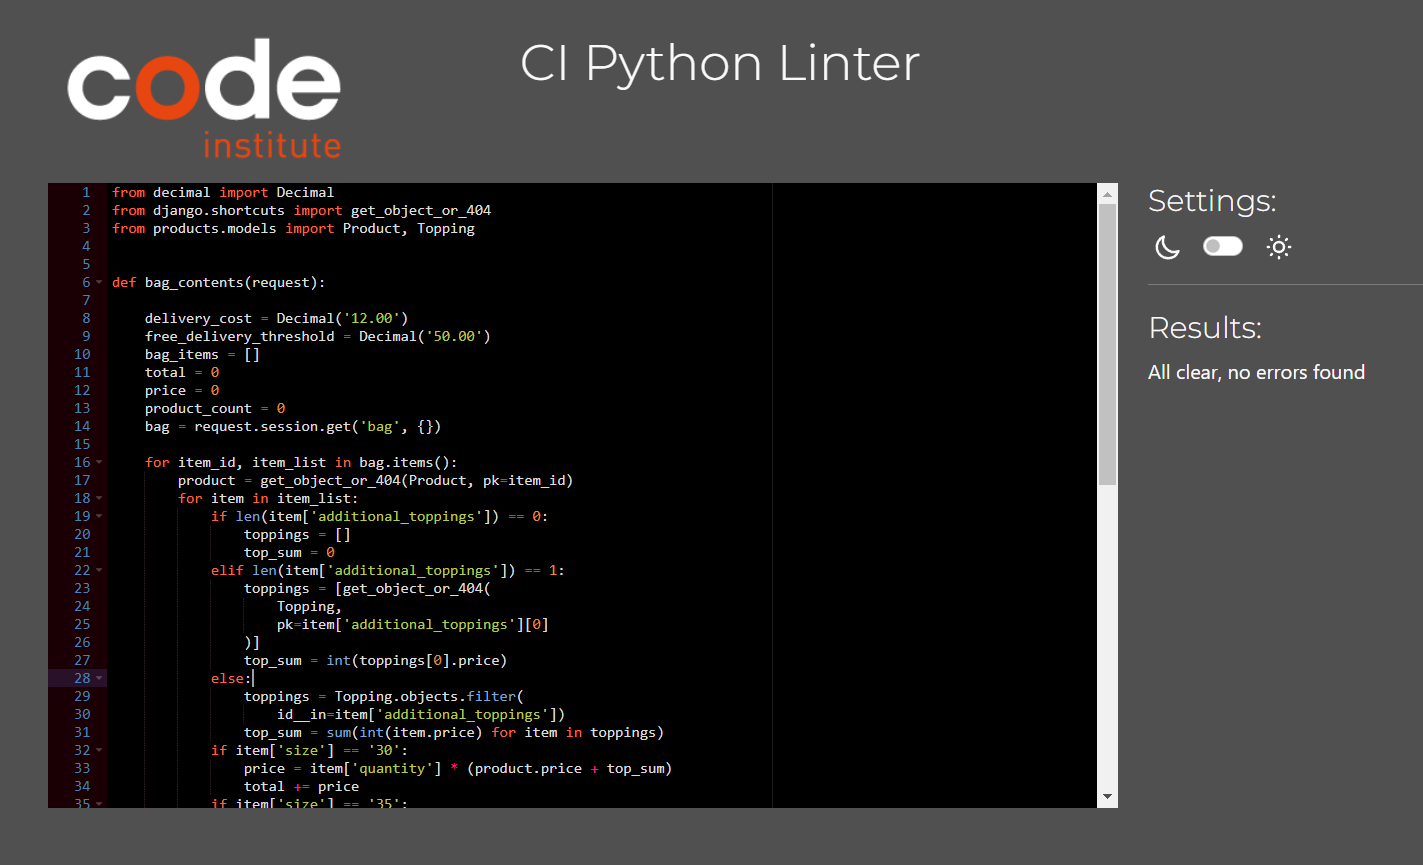 code
institute
CI Python Linter
1 from decimal import Decimal
2 from django.shortcuts import get_object_or_404
3 from products.models import Product, Topping
4
5
6 def bag_contents(request):
7
8     delivery_cost = Decimal('12.00')
9     free_delivery_threshold = Decimal('50.00')
10     bag_items = []
11     total = 0
12     price = 0
13     product_count = 0
14     bag = request.session.get('bag', {})
15
16     for item_id, item_list in bag.items():
17         product = get_object_or_404(Product, pk=item_id)
18         for item in item_list:
19             if len(item['additional_toppings']) == 0:
20                 toppings = []
21                 top_sum = 0
22             elif len(item['additional_toppings']) == 1:
23                 toppings = [get_object_or_404(
24                     Topping,
25                     pk=item['additional_toppings'][0]
26                 )]
27                 top_sum = int(toppings[0].price)
28             else:
29                 toppings = Topping.objects.filter(
30                     id__in=item['additional_toppings'])
31                 top_sum = sum(int(item.price) for item in toppings)
32             if item['size'] == '30':
33                 price = item['quantity'] * (product.price + top_sum)
34                 total += price
35             if item['size'] == '35':
Settings:
Results:
All clear, no errors found